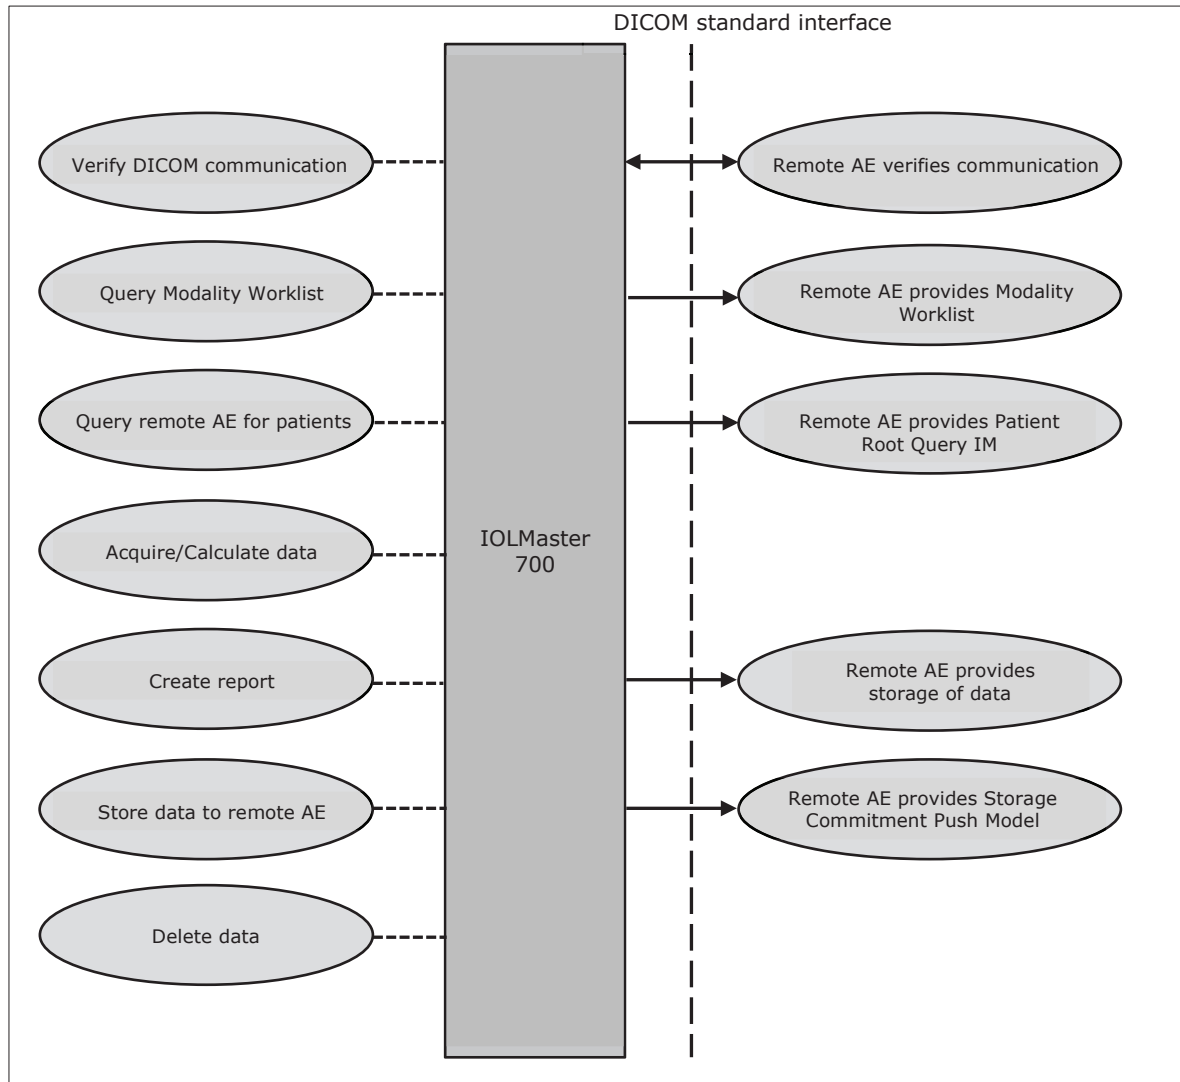 DICOM standard interface
Verify DICOM communication
Remote AE verifies communication
Query Modality Worklist
Remote AE provides Modality
Worklist
Query remote AE for patients
Remote AE provides Patient
Root Query IM
IOLMaster
700
Acquire/Calculate data
Create report
Remote AE provides
storage of data
Store data to remote AE
Remote AE provides Storage
Commitment Push Model
Delete data